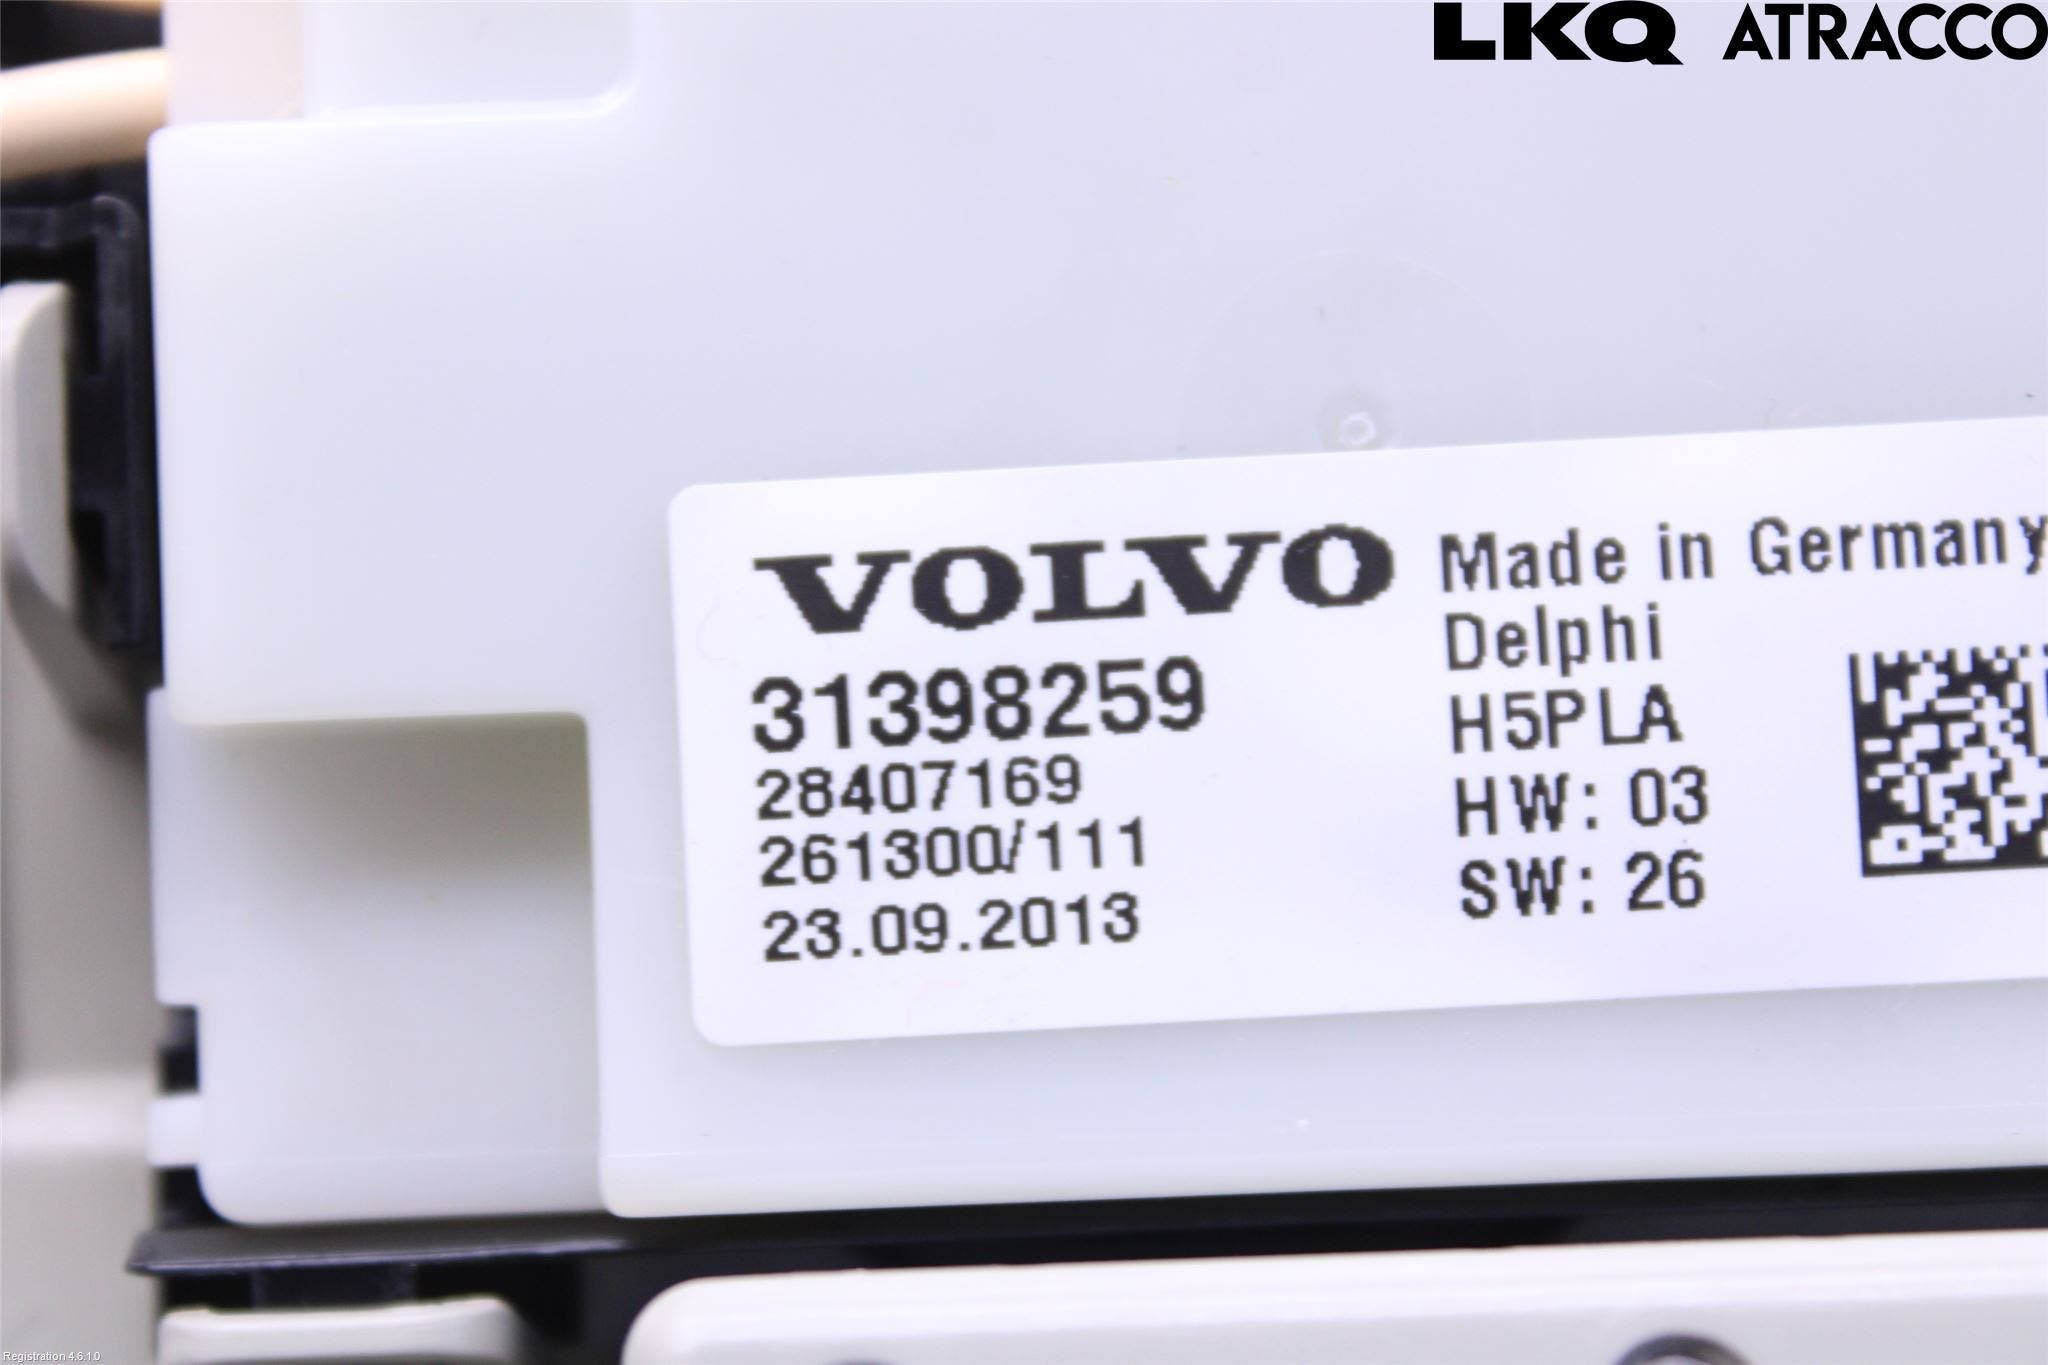 LKQ ATRACCO
VOLVO
31398259
28407169
261300/111
23.09.2013
Made in Germany
Delphi
H5PLA
HW: 03
SW: 26
Registration 4.6.1.0